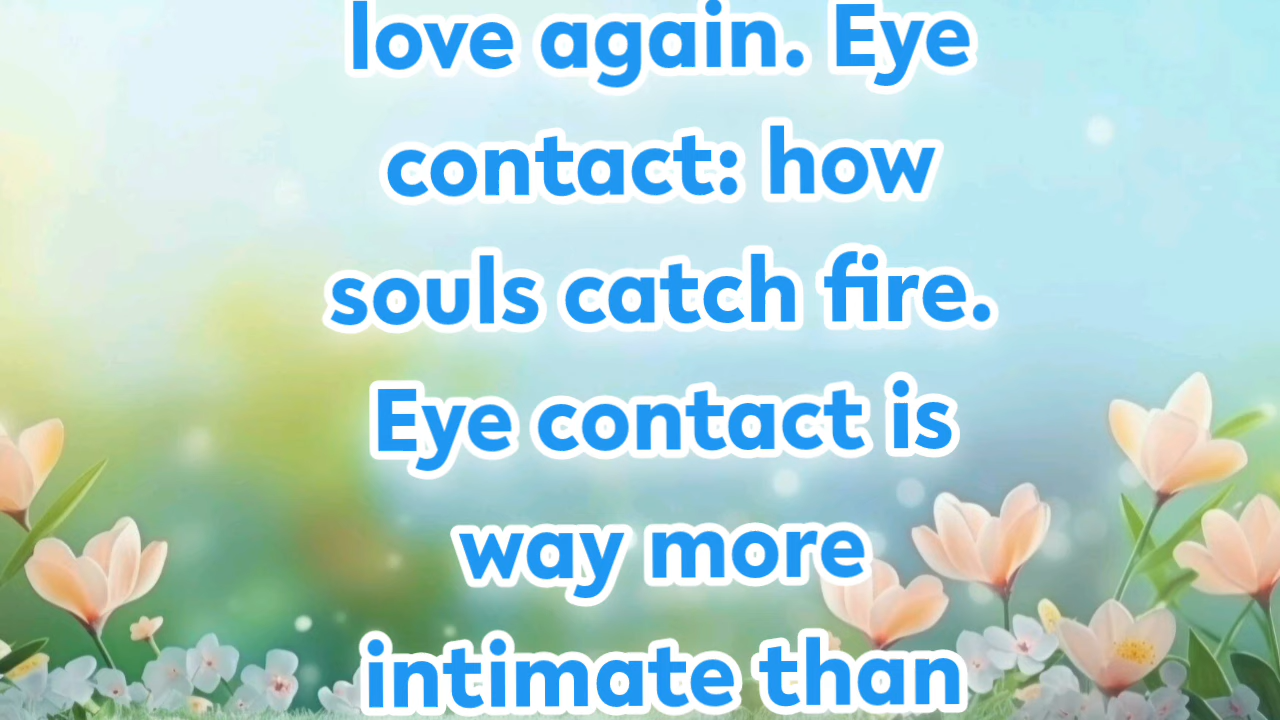 love again. Eye
contact: how
souls catch fire.
Eye contact is
way more
intimate than